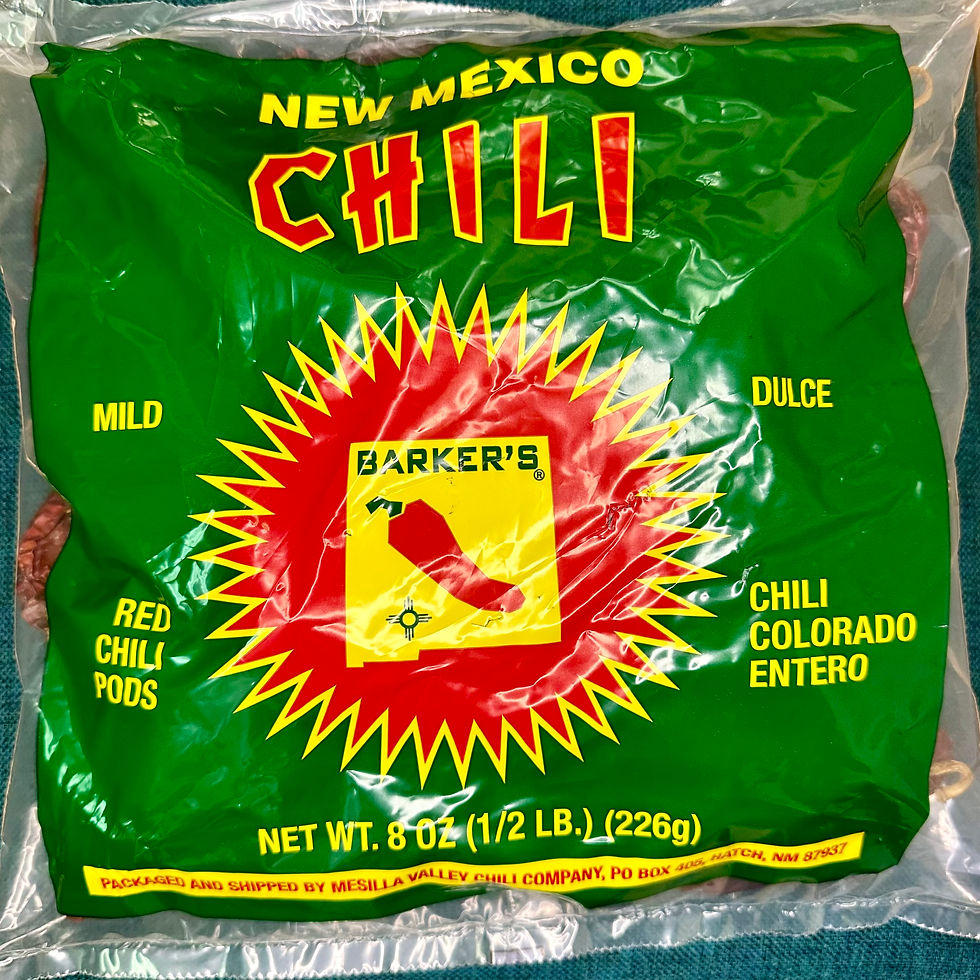 NEW MEXICO
CHILI
MILD
DULCE
BARKER'S®
RED
CHILI
PODS
CHILI
COLORADO
ENTERO
NET WT. 8 OZ (1/2 LB.) (226g)
PACKAGED AND SHIPPED BY MESILLA VALLEY CHILI COMPANY, PO BOX 405, HATCH, NM 87937